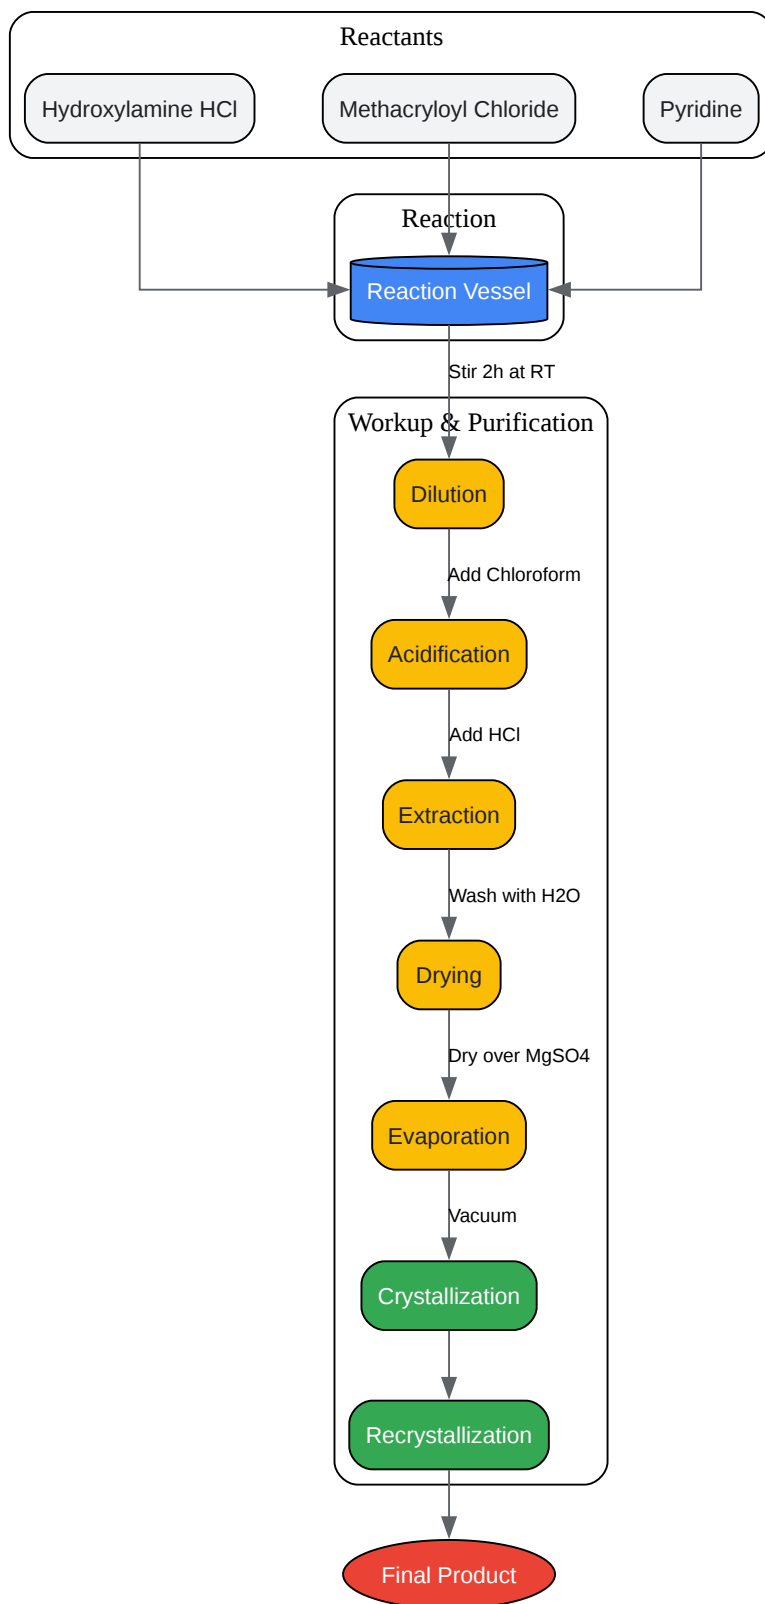 Reactants
Hydroxylamine HCl
Methacryloyl Chloride
Pyridine
Reaction
Reaction Vessel
Stir 2h at RT
Workup & Purification
Dilution
Add Chloroform
Acidification
Add HCl
Extraction
Wash with H2O
Drying
Dry over MgSO4
Evaporation
Vacuum
Crystallization
Recrystallization
Final Product